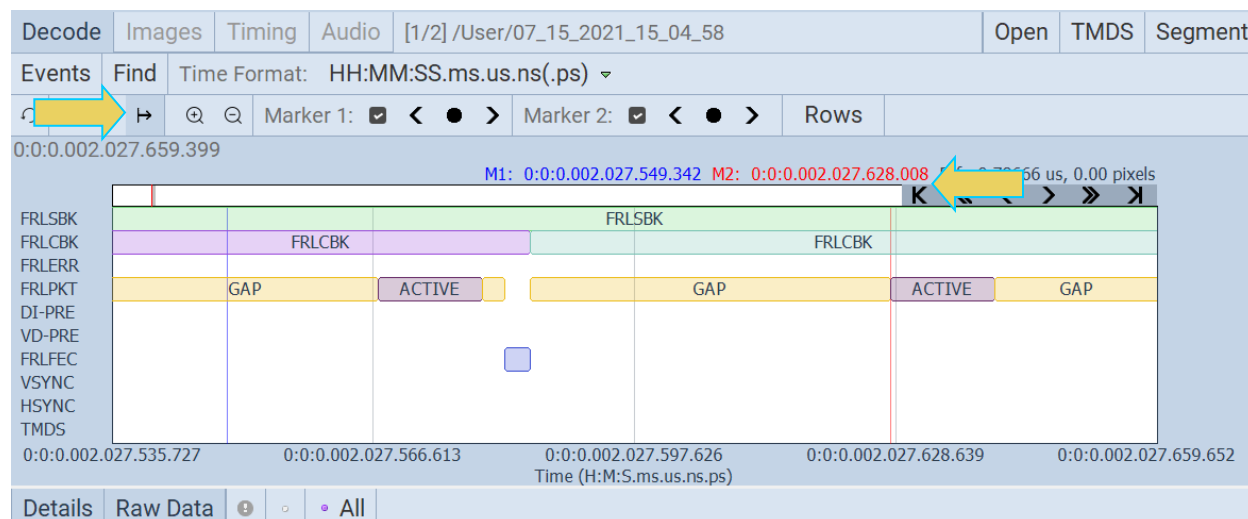 Decode Images Timing Audio [1/2] /User/07_15_2021_15_04_58 Open TMDS Segment
Events Find Time Format: HH:MM:SS.ms.us.ns(.ps)
Marker 1: Marker 2: Rows
0:0:0.002.027.659.399
M1: 0:0:0.002.027.549.342 M2: 0:0:0.002.027.628.008 us, 0.00 pixels
FRLSBK FRLSBK
FRLCBK FRLCBK FRLCBK
FRLERR
FRLPKT GAP ACTIVE GAP ACTIVE GAP
DI-PRE
VD-PRE
FRLFEC
VSYNC
HSYNC
TMDS
0:0:0.002.027.535.727 0:0:0.002.027.566.613 0:0:0.002.027.597.626 0:0:0.002.027.628.639 0:0:0.002.027.659.652
Time (H:M:S.ms.us.ns.ps)
Details Raw Data All